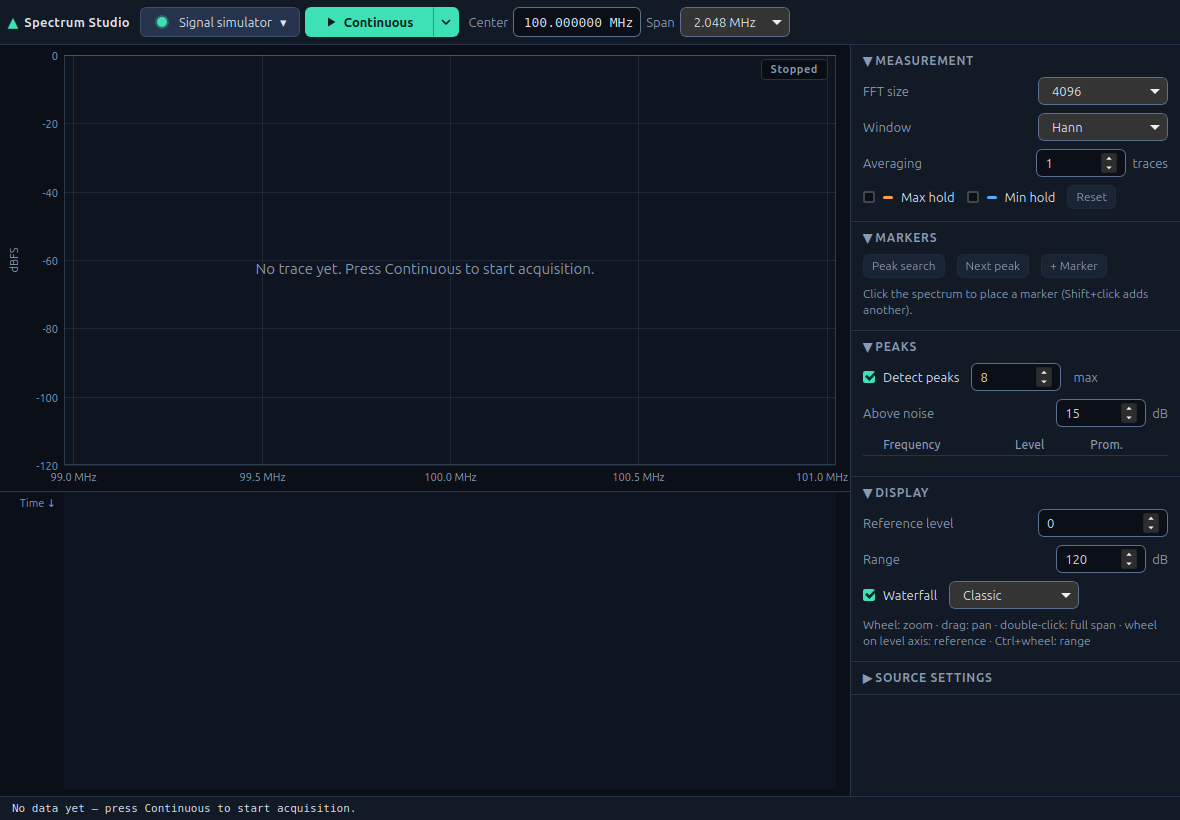 Spectrum Studio
Signal simulator
Continuous
Center 100.000000 MHz
Span 2.048 MHz
0
-20
-40
-60
-80
-100
-120
dBFS
Stopped
No trace yet. Press Continuous to start acquisition.
99.0 MHz 99.5 MHz 100.0 MHz 100.5 MHz 101.0 MHz
Time ↓
MEASUREMENT
FFT size 4096
Window Hann
Averaging 1 traces
Max hold Min hold Reset
MARKERS
Peak search Next peak + Marker
Click the spectrum to place a marker (Shift+click adds
another).
PEAKS
Detect peaks 8 max
Above noise 15 dB
Frequency Level Prom.
DISPLAY
Reference level 0
Range 120 dB
Waterfall Classic
Wheel: zoom · drag: pan · double-click: full span · wheel
on level axis: reference · Ctrl+wheel: range
SOURCE SETTINGS
No data yet — press Continuous to start acquisition.